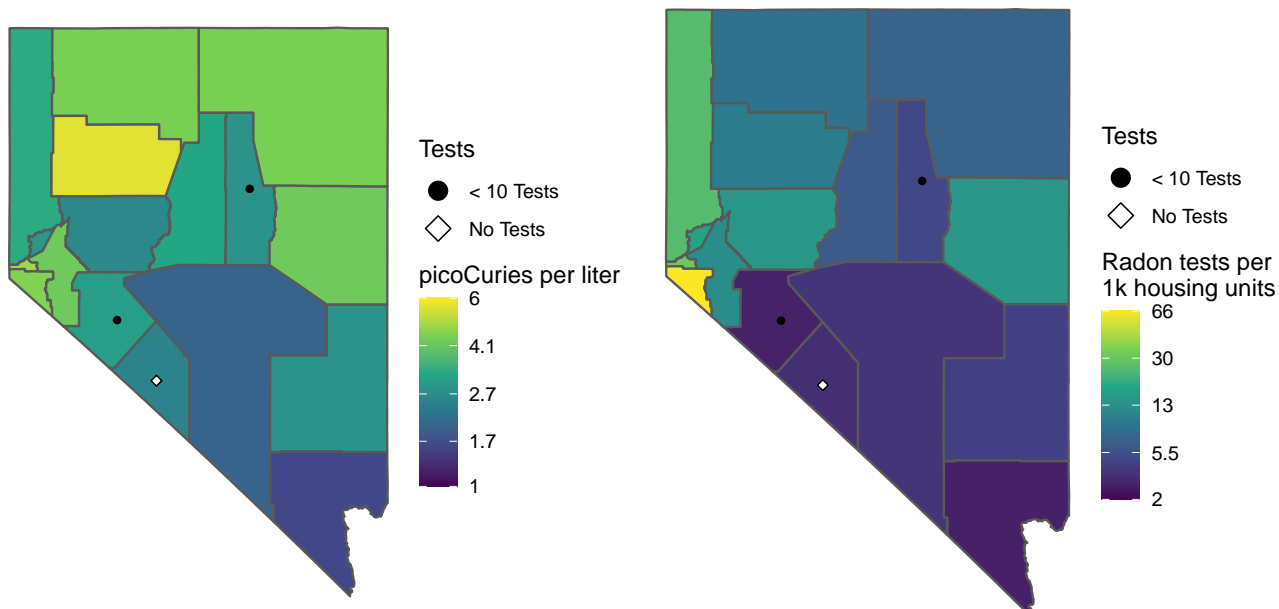 Tests
< 10 Tests
No Tests
picoCuries per liter
6
4.1
2.7
1.7
1
Tests
< 10 Tests
No Tests
Radon tests per
1k housing units
66
30
13
5.5
2